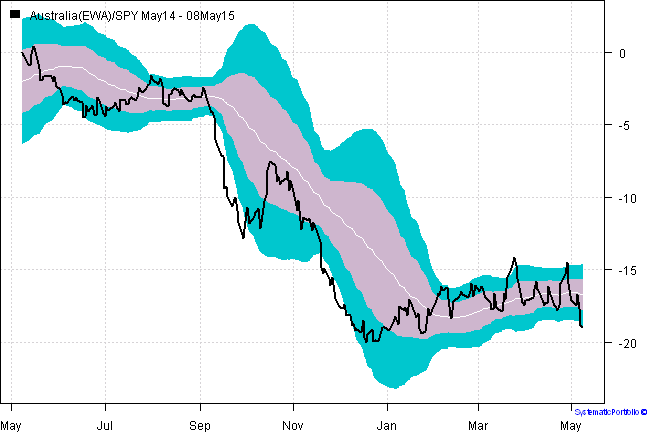 Australia(EWA)/SPY May14 - 08May15
0
-5
-10
-15
-20
SystematicPortfolio ©
May Jul Sep Nov Jan Mar May